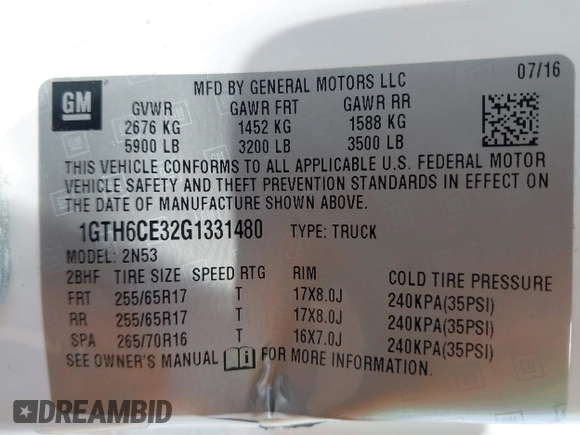 GM
MFD BY GENERAL MOTORS LLC 07/16
GVWR GAWR FRT GAWR RR
2676 KG 1452 KG 1588 KG
5900 LB 3200 LB 3500 LB
THIS VEHICLE CONFORMS TO ALL APPLICABLE U.S. FEDERAL MOTOR
VEHICLE SAFETY AND THEFT PREVENTION STANDARDS IN EFFECT ON
THE DATE OF MANUFACTURE SHOWN ABOVE.
1GTH6CE32G1331480 TYPE: TRUCK
MODEL: 2N53
2BHF TIRE SIZE SPEED RTG RIM COLD TIRE PRESSURE
FRT 255/65R17 T 17X8.0J 240KPA(35PSI)
RR 255/65R17 T 17X8.0J 240KPA(35PSI)
SPA 265/70R16 T 16X7.0J 240KPA(35PSI)
SEE OWNER'S MANUAL i FOR MORE INFORMATION.
DREAMBID